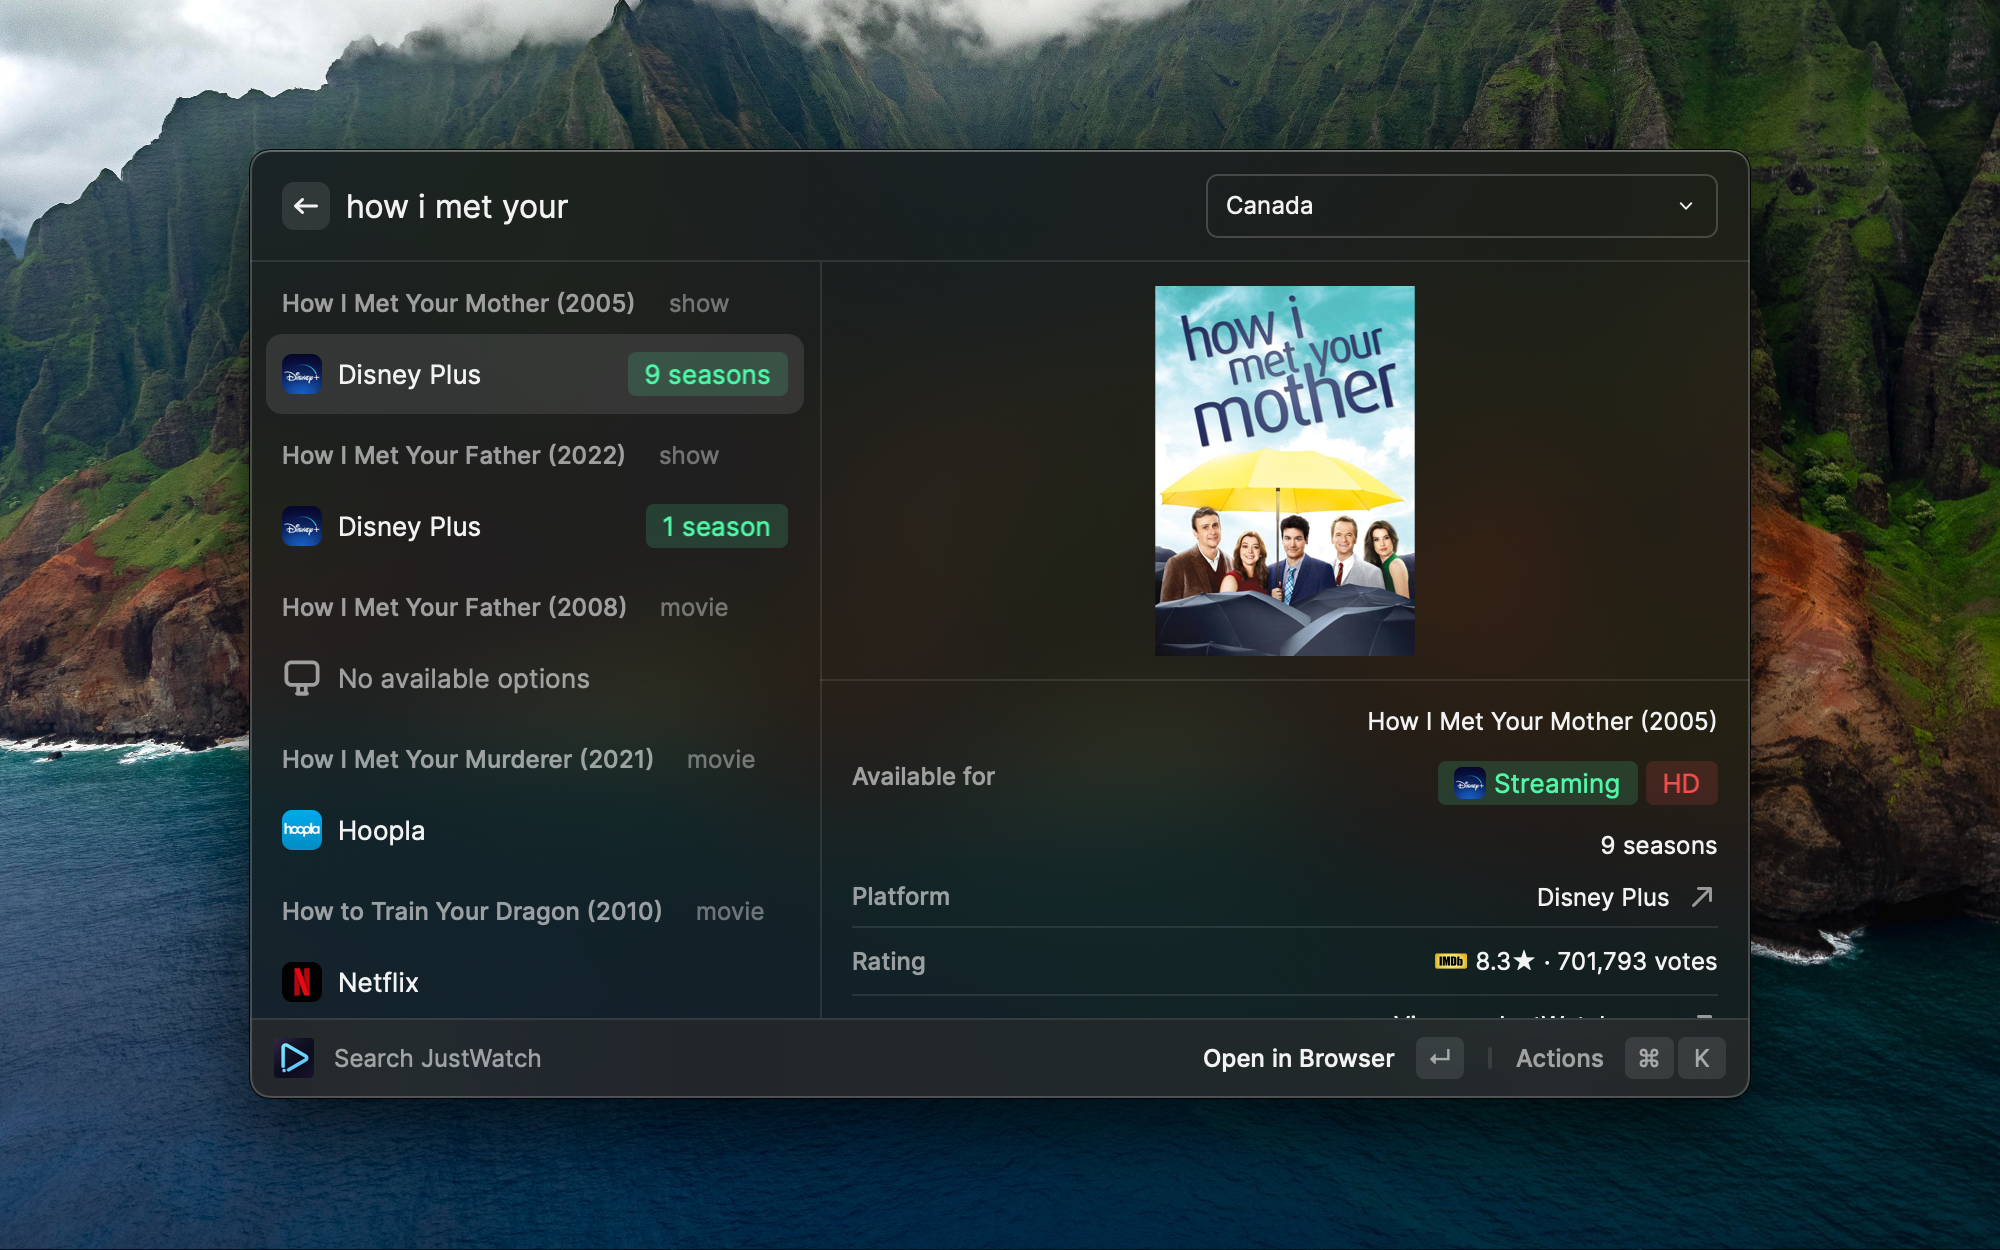 how i met your
Canada
How I Met Your Mother (2005) show
Disney+ Disney Plus 9 seasons
How I Met Your Father (2022) show
Disney+ Disney Plus 1 season
How I Met Your Father (2008) movie
No available options
How I Met Your Murderer (2021) movie
hoopla Hoopla
How to Train Your Dragon (2010) movie
N Netflix
how i
met your
mother
How I Met Your Mother (2005)
Available for Disney+ Streaming HD
9 seasons
Platform Disney Plus
Rating IMDb 8.3★ · 701,793 votes
Search JustWatch Open in Browser ↵ Actions ⌘ K